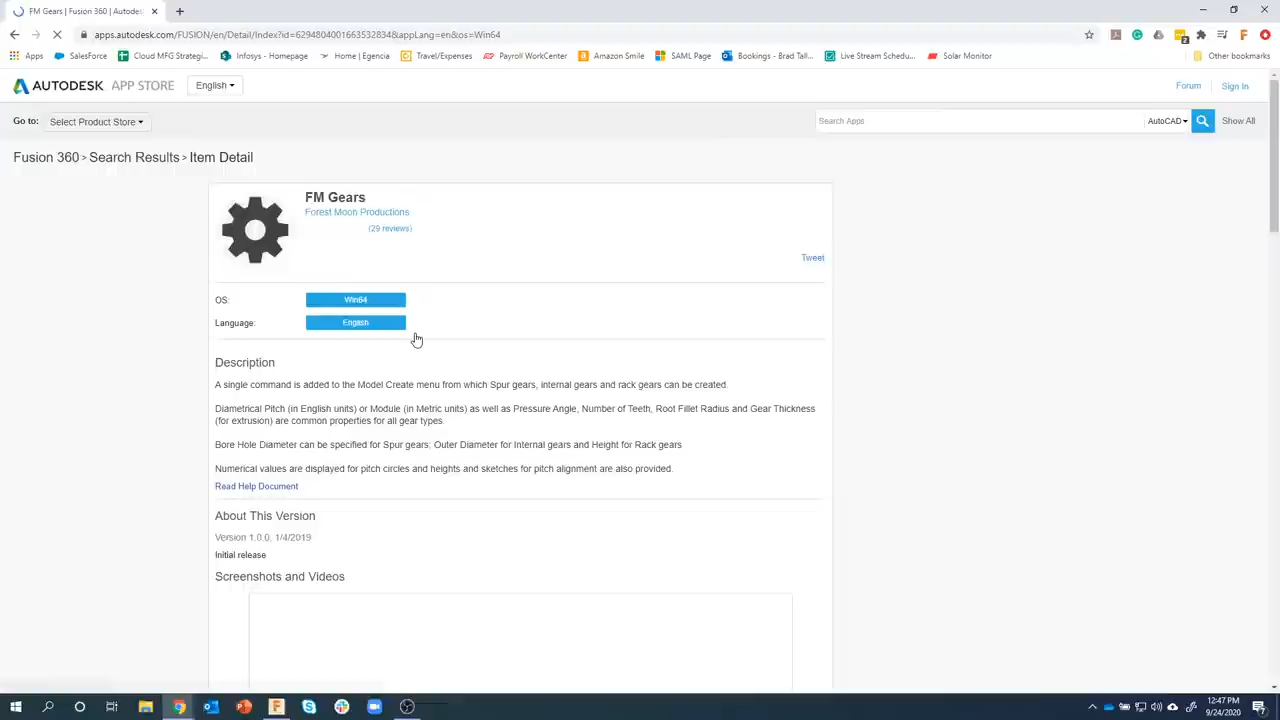 FM Gears | Fusion 360 | Autodes
apps.autodesk.com/FUSION/en/Detail/Index?id=6294804001663532834&appLang=en&os=Win64
Apps
SalesForce
Cloud MFG Strategi...
Infosys - Homepage
Home | Egencia
Travel/Expenses
Payroll WorkCenter
Amazon Smile
SAML Page
Bookings - Brad Tall...
Live Stream Schedu...
Solar Monitor
Other bookmarks
AUTODESK APP STORE
English
Forum
Sign In
Go to:
Select Product Store
Search Apps
AutoCAD
Show All
Fusion 360 > Search Results > Item Detail
FM Gears
Forest Moon Productions
(29 reviews)
Tweet
OS:
Win64
Language:
English
Description
A single command is added to the Model Create menu from which Spur gears, internal gears and rack gears can be created.
Diametrical Pitch (in English units) or Module (in Metric units) as well as Pressure Angle, Number of Teeth, Root Fillet Radius and Gear Thickness
(for extrusion) are common properties for all gear types.
Bore Hole Diameter can be specified for Spur gears; Outer Diameter for Internal gears and Height for Rack gears
Numerical values are displayed for pitch circles and heights and sketches for pitch alignment are also provided.
Read Help Document
About This Version
Version 1.0.0, 1/4/2019
Initial release
Screenshots and Videos
12:47 PM
9/24/2020